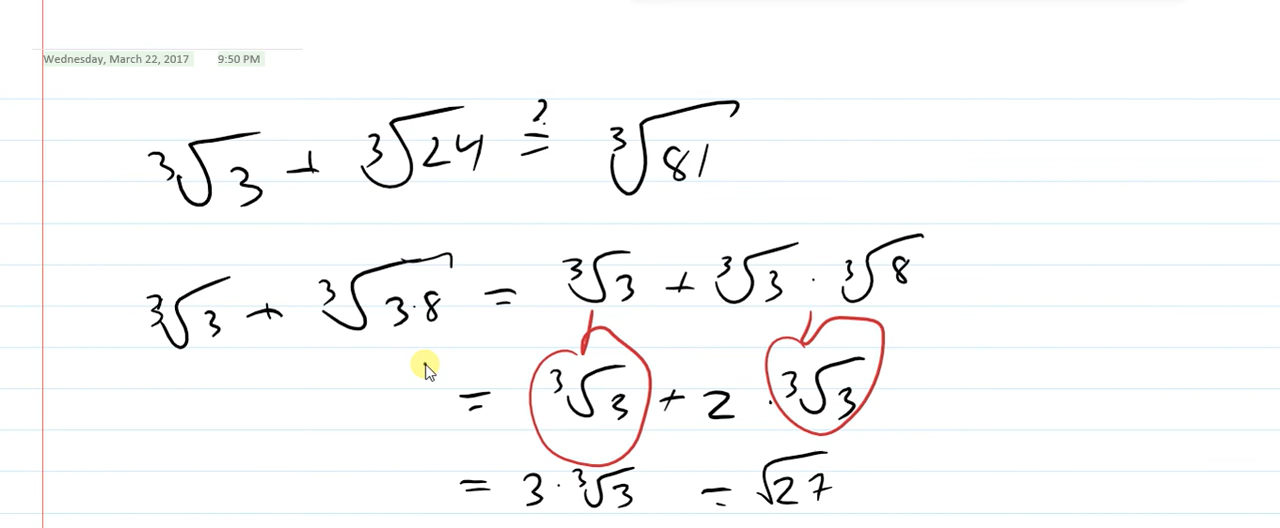 Wednesday, March 22, 2017 9:50 PM
∛3 + ∛24 ≟ ∛81
∛3 + ∛3·8 = ∛3 + ∛3 · ∛8
= ∛3 + 2 · ∛3
= 3 · ∛3 = √27